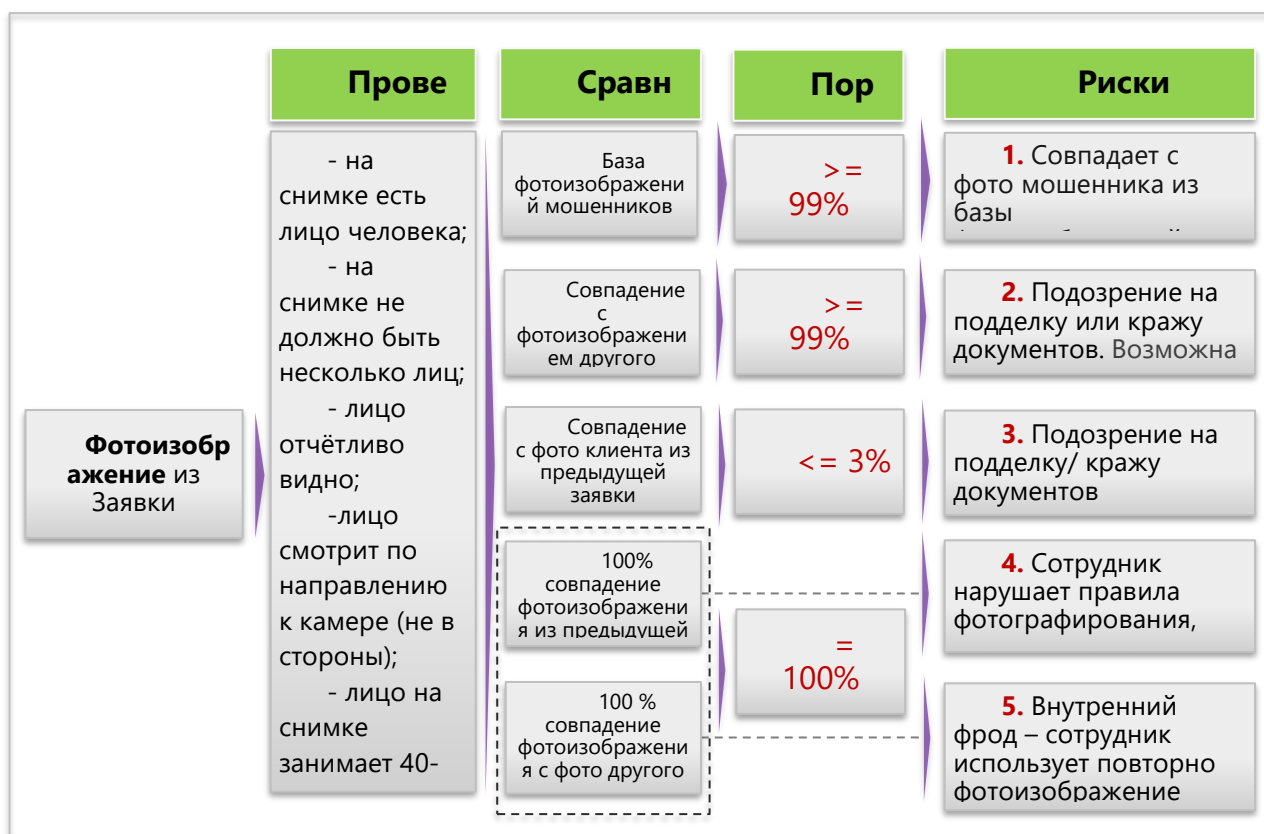 Прове
Сравн
Пор
Риски
Фотоизобр
ажение из
Заявки
- на
снимке есть
лицо человека;
- на
снимке не
должно быть
несколько лиц;
- лицо
отчётливо
видно;
-лицо
смотрит по
направлению
к камере (не в
стороны);
- лицо на
снимке
занимает 40-
База
фотоизображени
й мошенников
>=
99%
1. Совпадает с
фото мошенника из
базы
Совпадение
с
фотоизображени
ем другого
>=
99%
2. Подозрение на
подделку или кражу
документов. Возможна
Совпадение
с фото клиента из
предыдущей
заявки
<= 3%
3. Подозрение на
подделку/ кражу
документов
100%
совпадение
фотоизображени
я из предыдущей
=
100%
4. Сотрудник
нарушает правила
фотографирования,
100 %
совпадение
фотоизображени
я с фото другого
5. Внутренний
фрод – сотрудник
использует повторно
фотоизображение